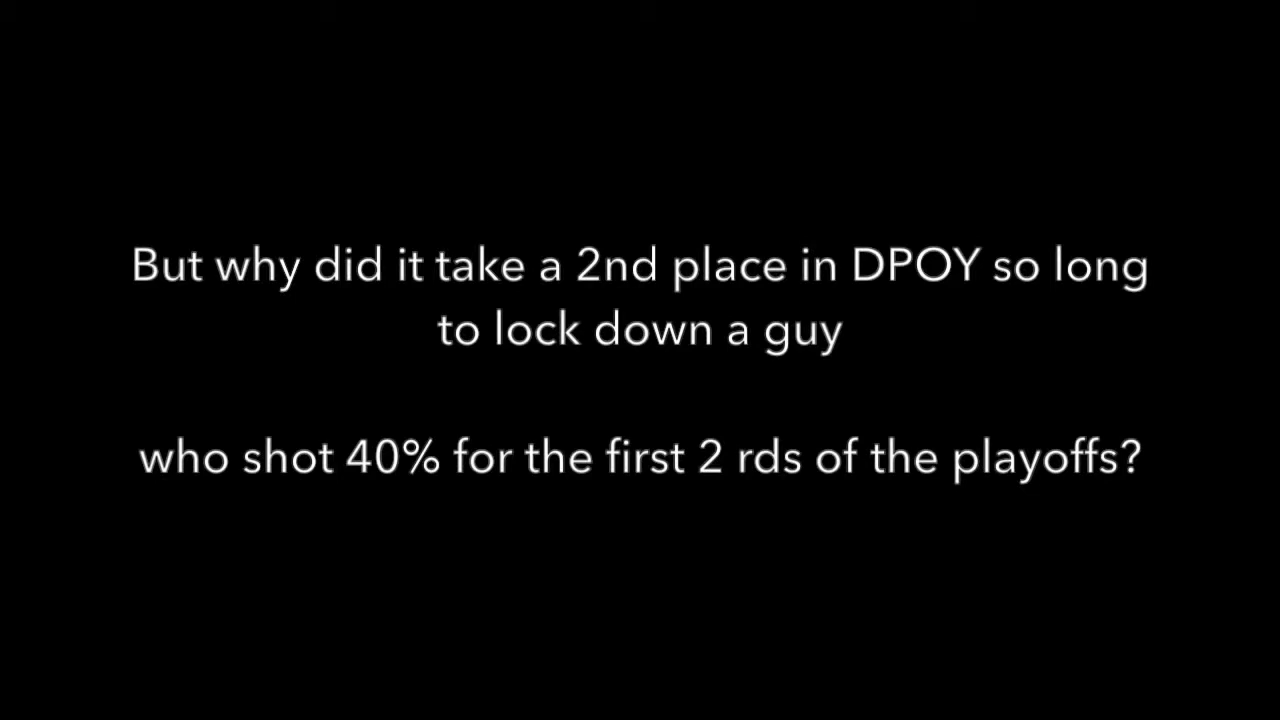 But why did it take a 2nd place in DPOY so long
to lock down a guy
who shot 40% for the first 2 rds of the playoffs?